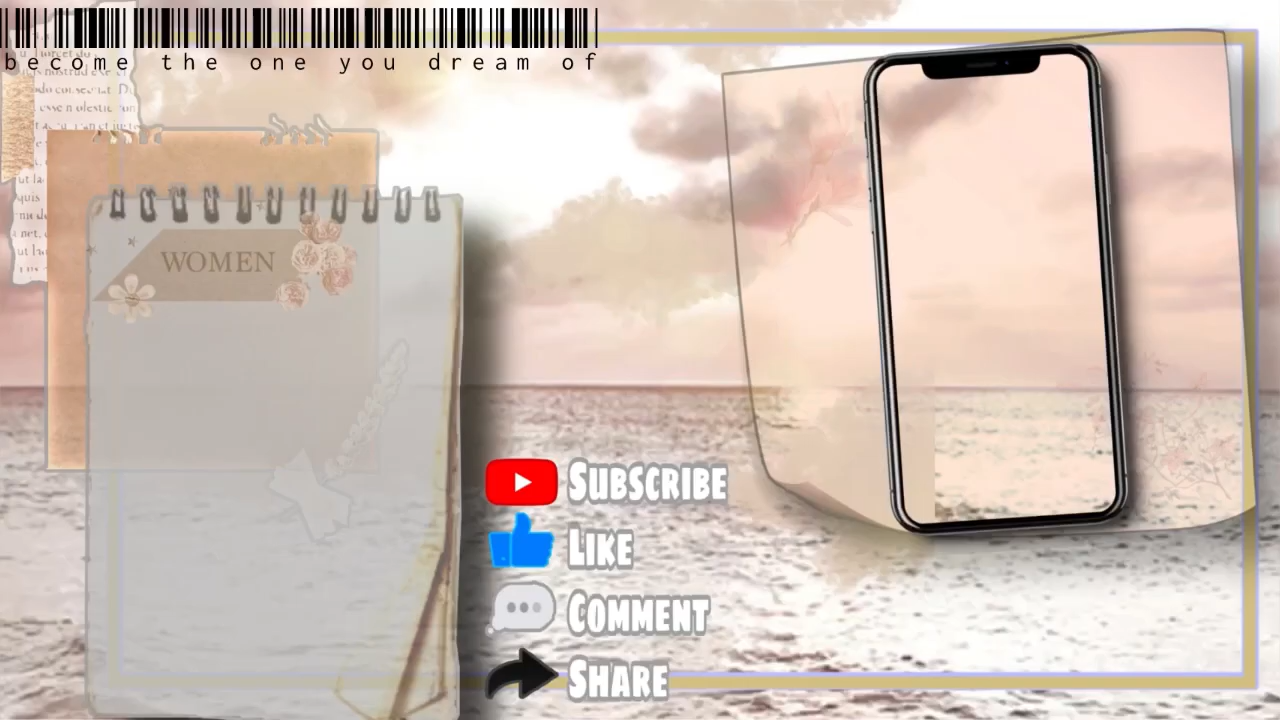 become the one you dream of
WOMEN
SUBSCRIBE
LIKE
COMMENT
SHARE